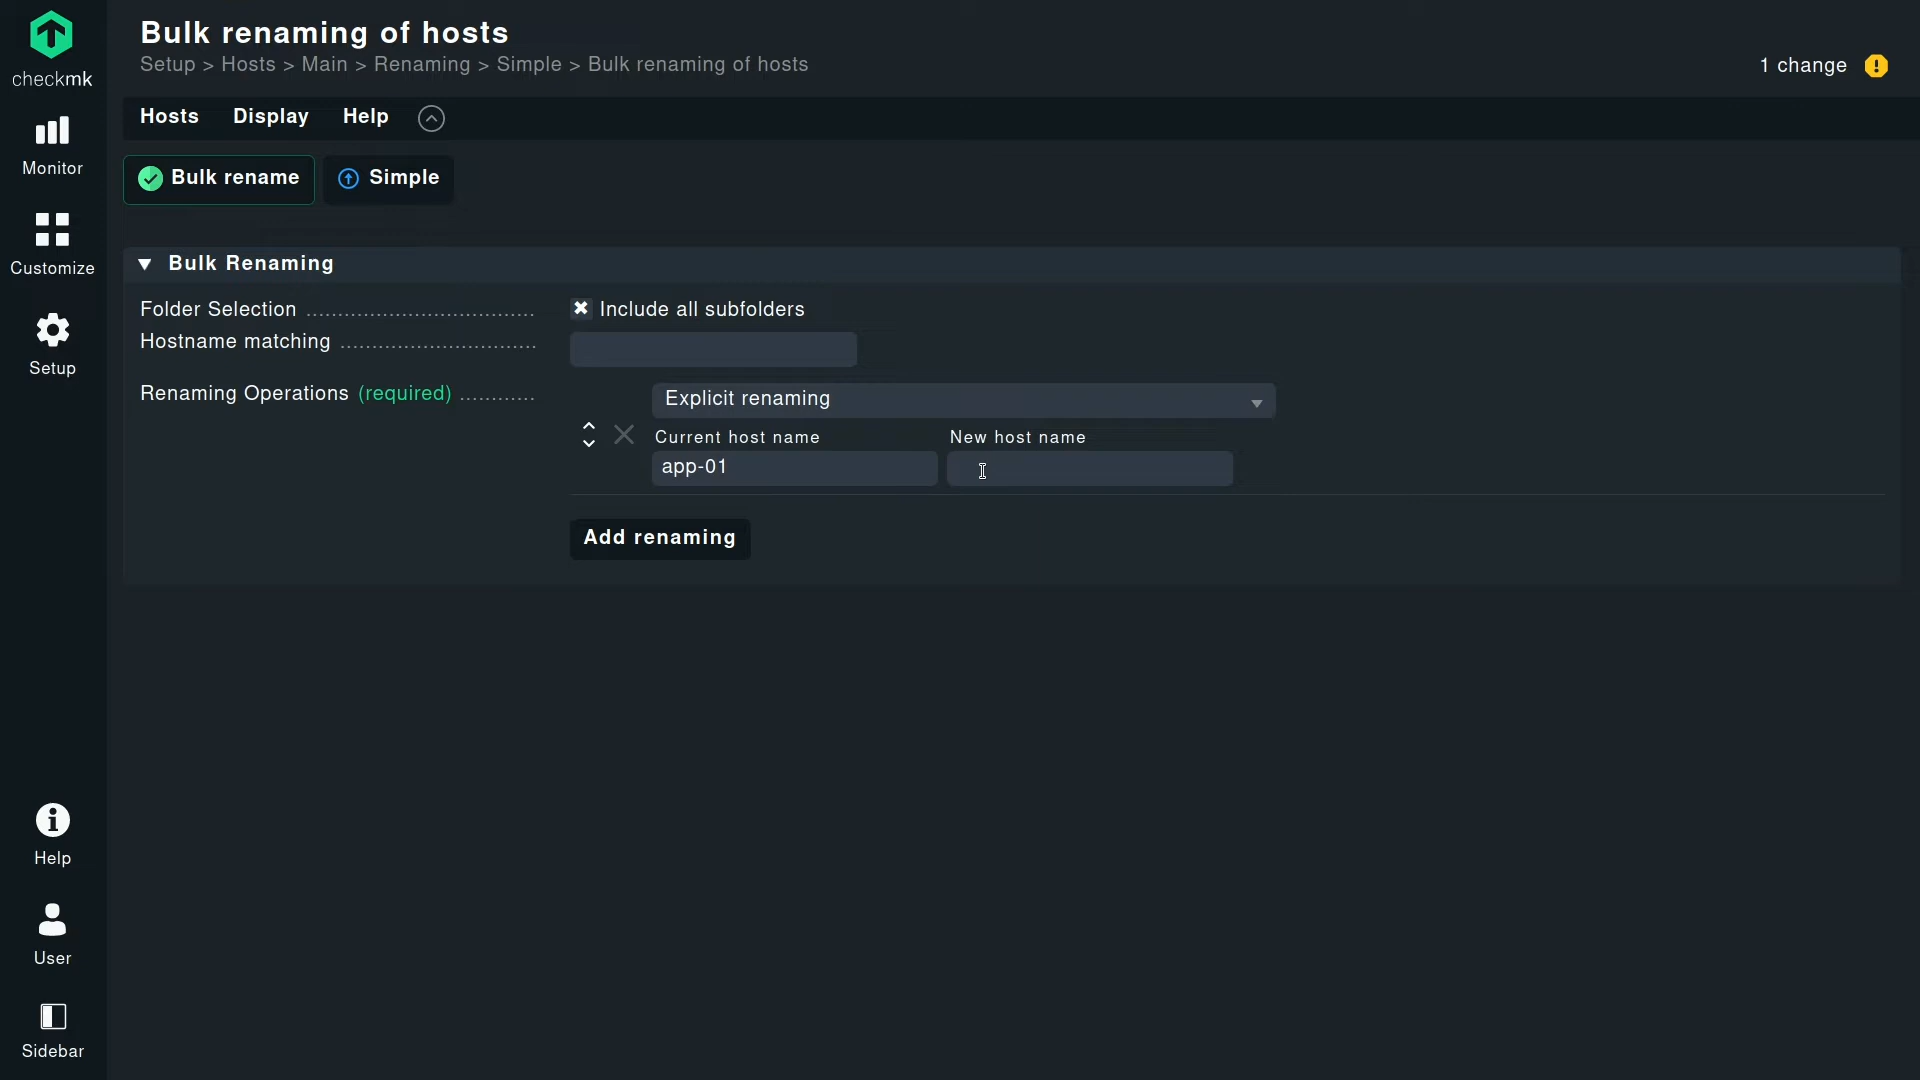 Bulk renaming of hosts
Setup > Hosts > Main > Renaming > Simple > Bulk renaming of hosts
1 change
checkmk
Monitor
Customize
Setup
Help
User
Sidebar
Hosts Display Help
Bulk rename Simple
Bulk Renaming
Folder Selection Include all subfolders
Hostname matching
Renaming Operations (required) Explicit renaming
Current host name New host name
app-01
Add renaming